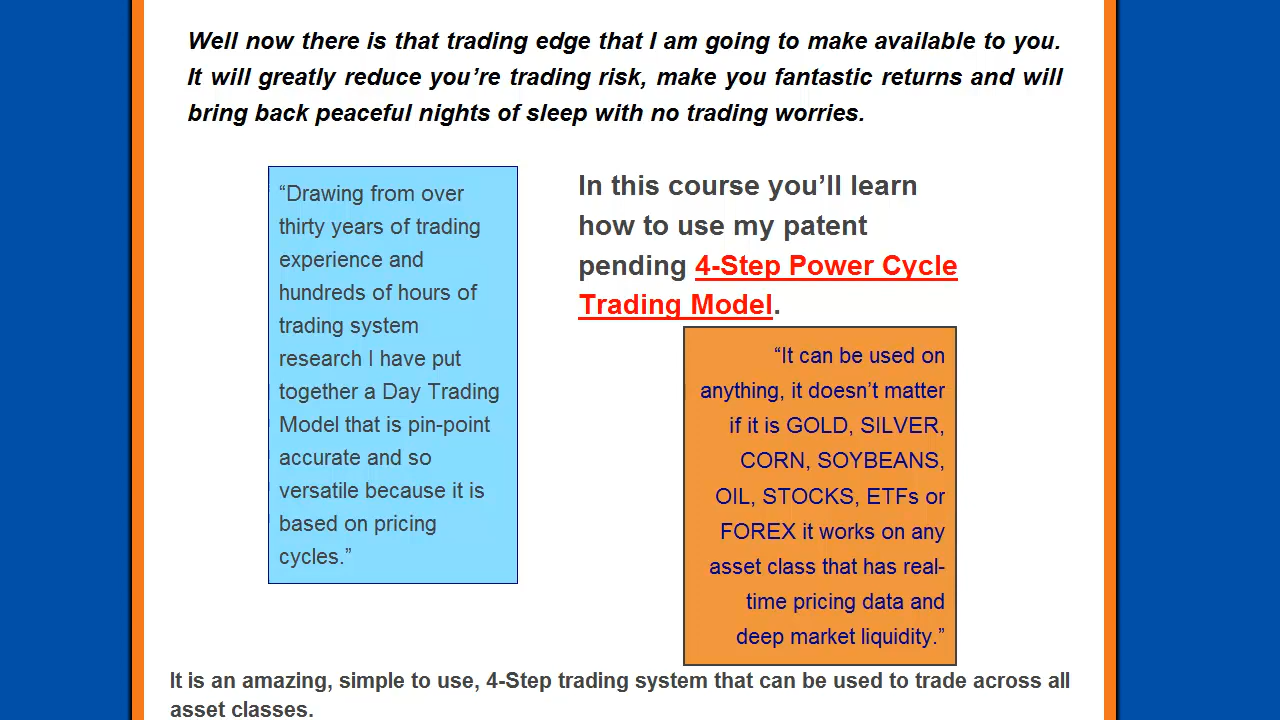 Well now there is that trading edge that I am going to make available to you.
It will greatly reduce you’re trading risk, make you fantastic returns and will
bring back peaceful nights of sleep with no trading worries.
“Drawing from over
thirty years of trading
experience and
hundreds of hours of
trading system
research I have put
together a Day Trading
Model that is pin-point
accurate and so
versatile because it is
based on pricing
cycles.”
In this course you’ll learn
how to use my patent
pending 4-Step Power Cycle
Trading Model.
“It can be used on
anything, it doesn’t matter
if it is GOLD, SILVER,
CORN, SOYBEANS,
OIL, STOCKS, ETFs or
FOREX it works on any
asset class that has real-
time pricing data and
deep market liquidity.”
It is an amazing, simple to use, 4-Step trading system that can be used to trade across all
asset classes.